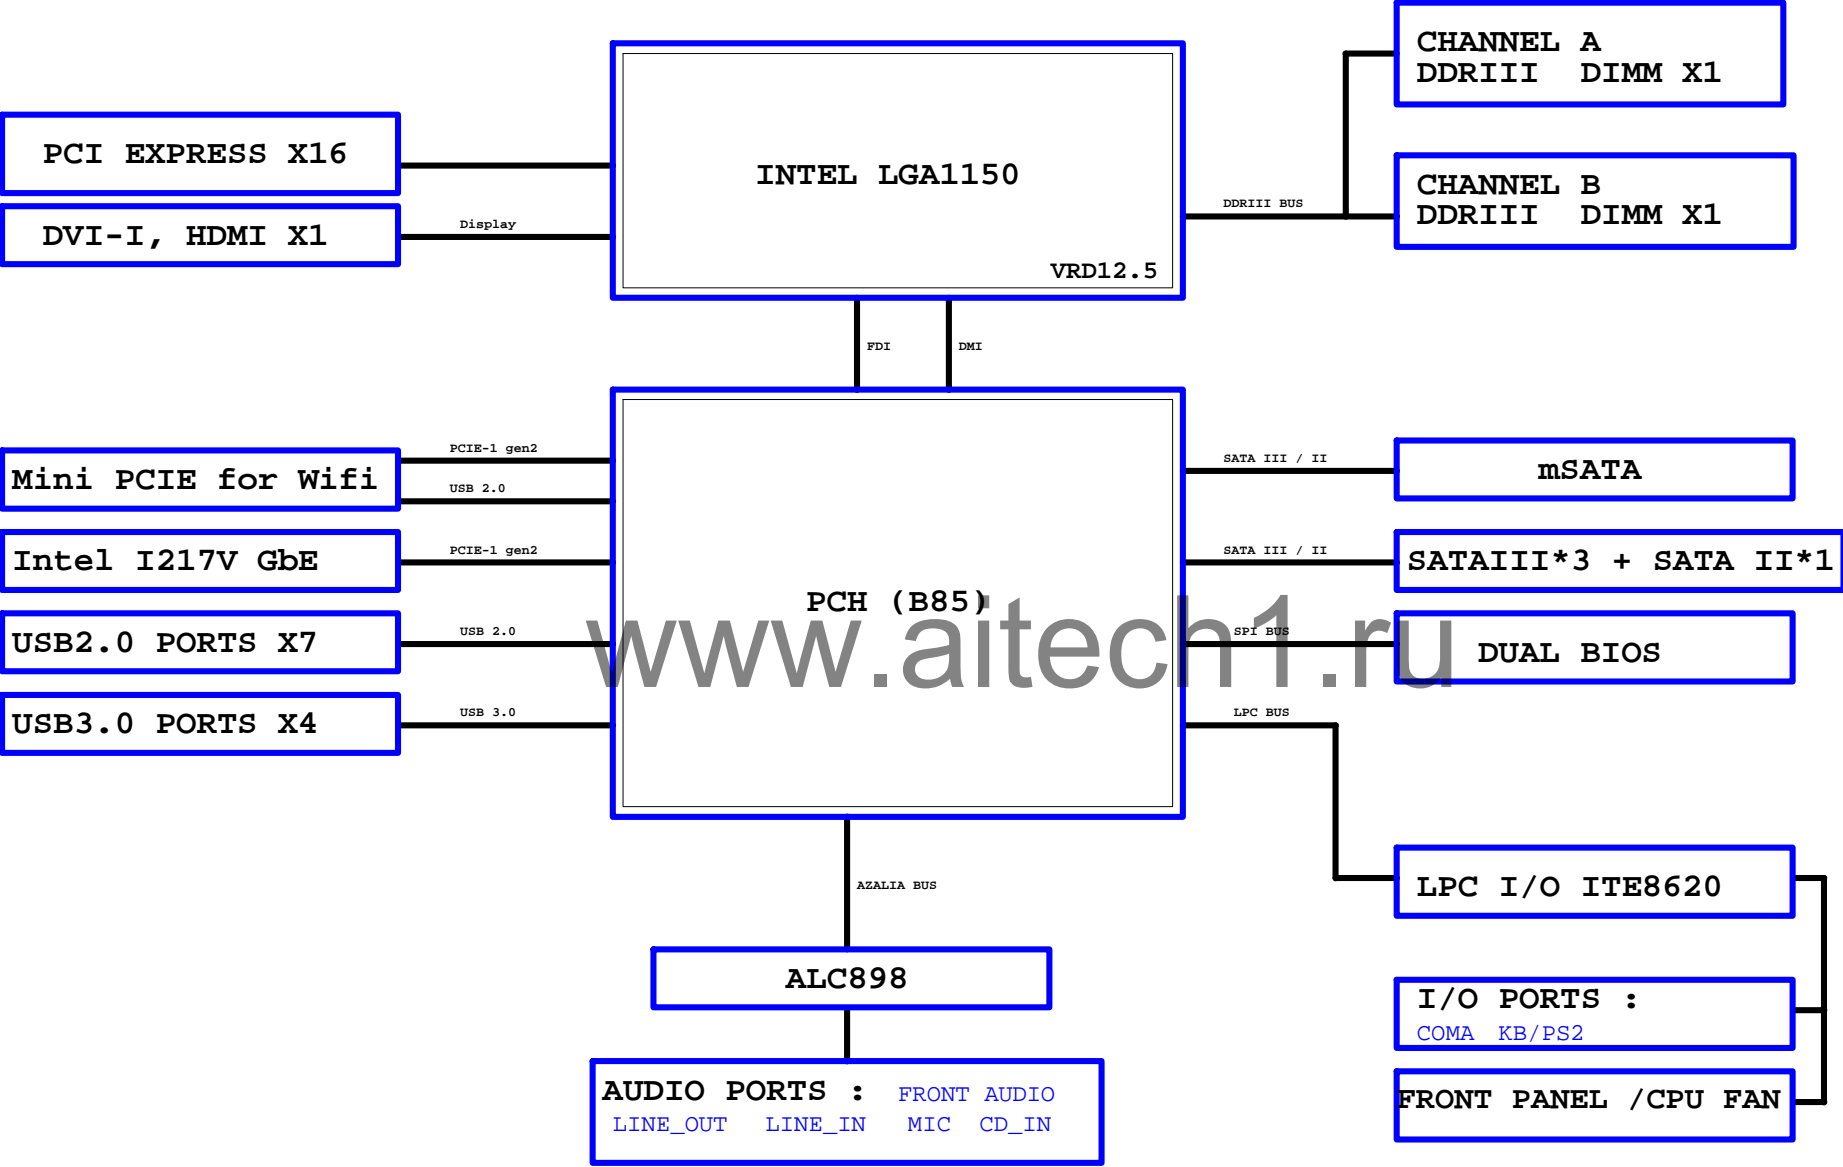 CHANNEL A
DDRIII DIMM X1
PCI EXPRESS X16
INTEL LGA1150
CHANNEL B
DDRIII DIMM X1
DDRIII BUS
DVI-I, HDMI X1
Display
VRD12.5
FDI
DMI
Mini PCIE for Wifi
PCIE-1 gen2
USB 2.0
SATA III / II
mSATA
Intel I217V GbE
PCIE-1 gen2
SATA III / II
SATAIII*3 + SATA II*1
PCH (B85)
www.aitech1.ru
USB2.0 PORTS X7
USB 2.0
SPI BUS
DUAL BIOS
USB3.0 PORTS X4
USB 3.0
LPC BUS
LPC I/O ITE8620
AZALIA BUS
ALC898
I/O PORTS :
COMA KB/PS2
AUDIO PORTS : FRONT AUDIO
LINE_OUT LINE_IN MIC CD_IN
FRONT PANEL /CPU FAN